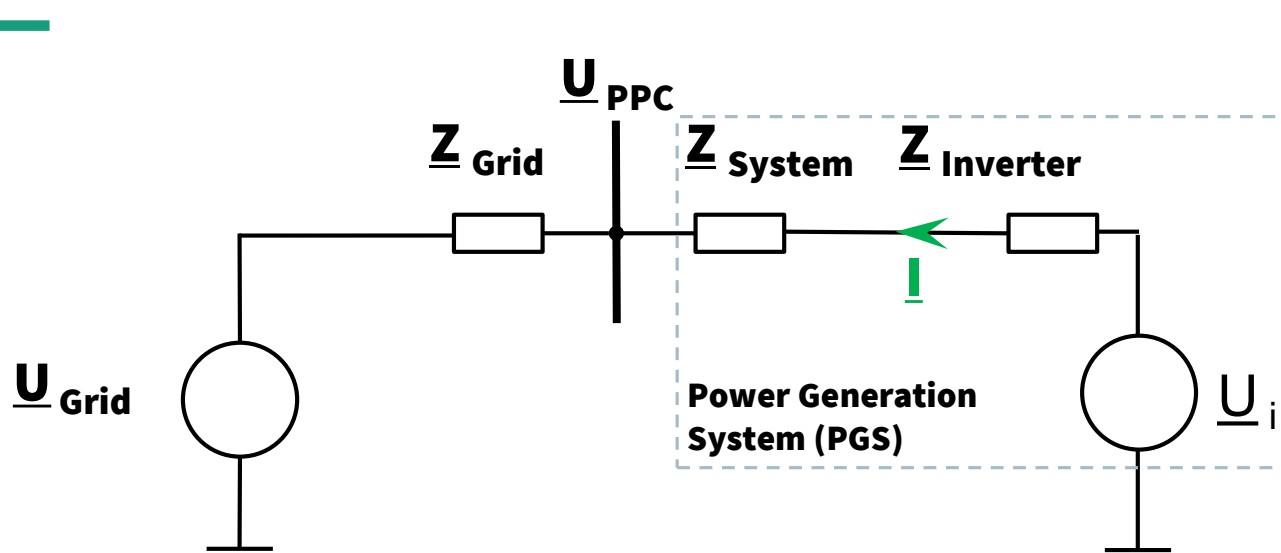 U PPC
Z Grid
Z System
Z Inverter
I
U Grid
Power Generation
System (PGS)
U i